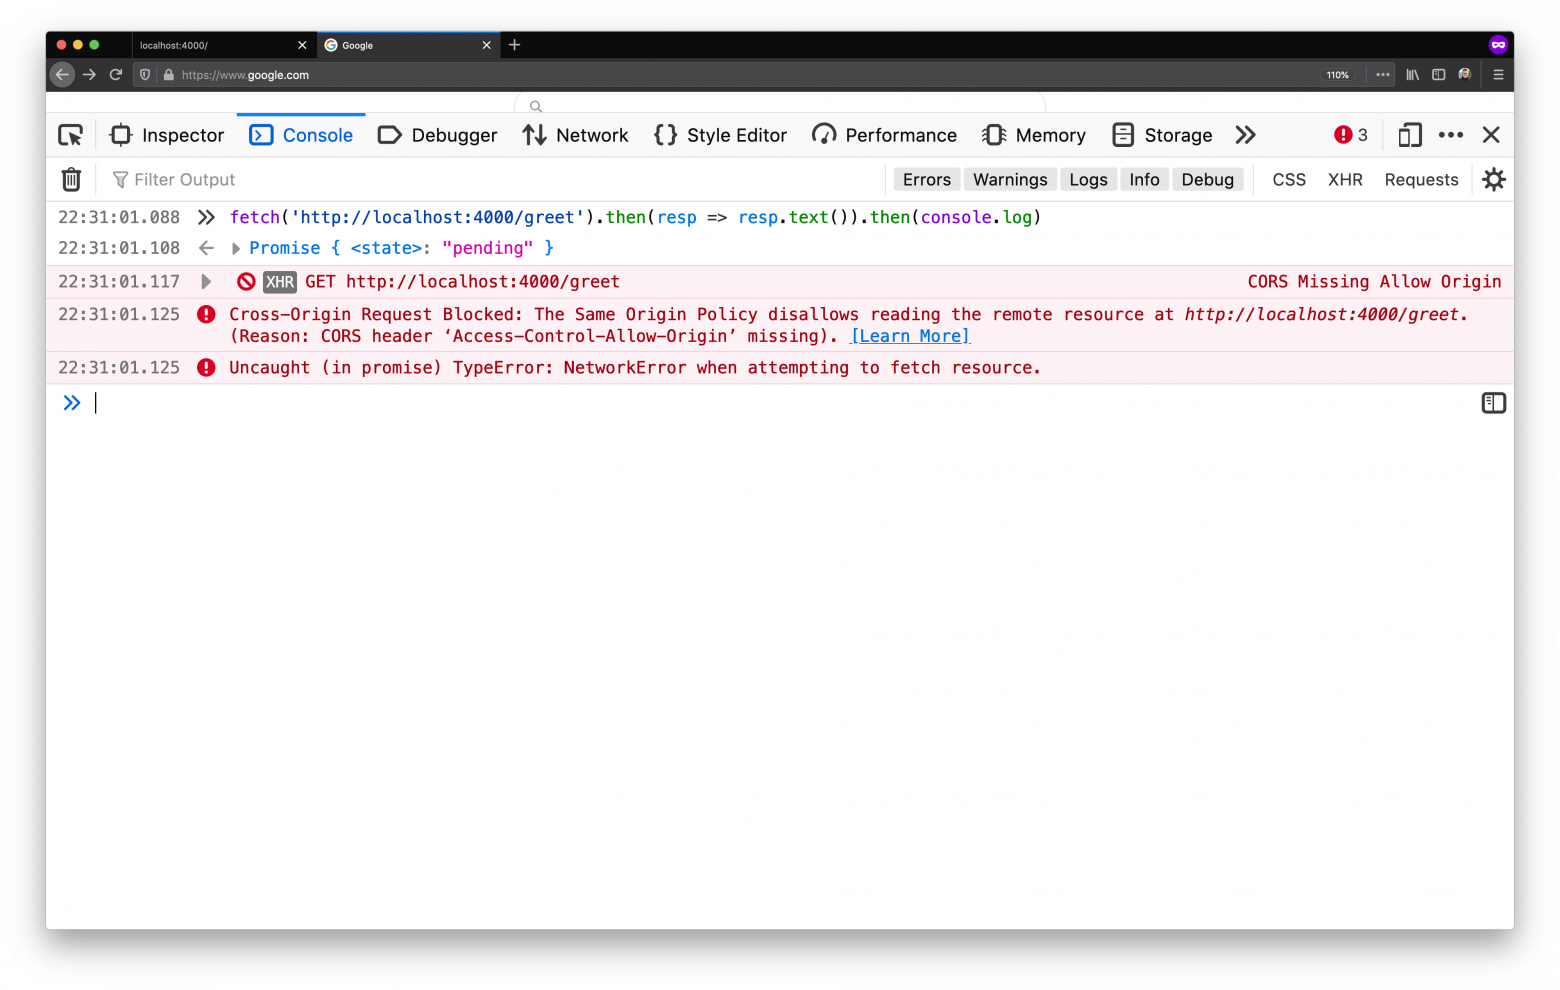 localhost:4000/
Google
https://www.google.com
110%
Inspector
Console
Debugger
Network
Style Editor
Performance
Memory
Storage
3
Filter Output
Errors
Warnings
Logs
Info
Debug
CSS
XHR
Requests
22:31:01.088 fetch('http://localhost:4000/greet').then(resp => resp.text()).then(console.log)
22:31:01.108 Promise { <state>: "pending" }
22:31:01.117 XHR GET http://localhost:4000/greet CORS Missing Allow Origin
22:31:01.125 Cross-Origin Request Blocked: The Same Origin Policy disallows reading the remote resource at http://localhost:4000/greet.
(Reason: CORS header ‘Access-Control-Allow-Origin’ missing). [Learn More]
22:31:01.125 Uncaught (in promise) TypeError: NetworkError when attempting to fetch resource.